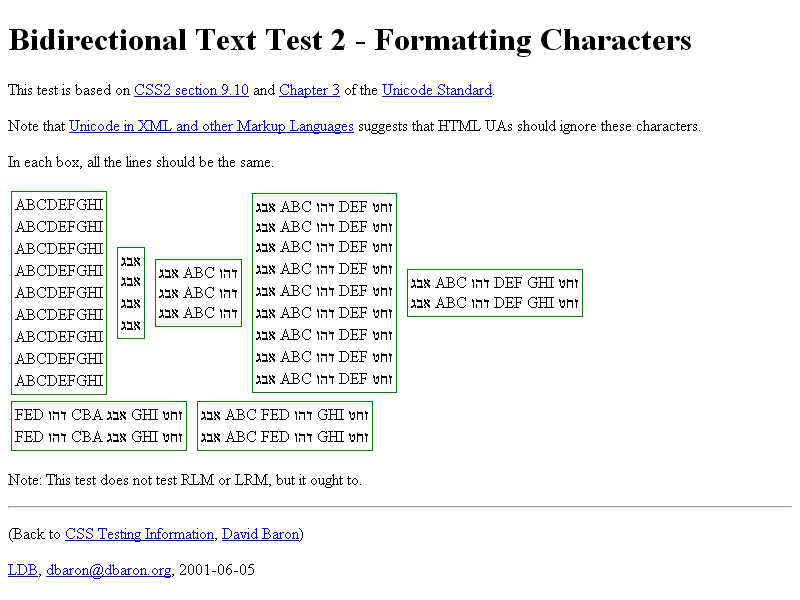 Bidirectional Text Test 2 - Formatting Characters
This test is based on CSS2 section 9.10 and Chapter 3 of the Unicode Standard.
Note that Unicode in XML and other Markup Languages suggests that HTML UAs should ignore these characters.
In each box, all the lines should be the same.
ABCDEFGHI
ABCDEFGHI
ABCDEFGHI
ABCDEFGHI
ABCDEFGHI
ABCDEFGHI
ABCDEFGHI
ABCDEFGHI
ABCDEFGHI
אבג
אבג
אבג
אבג
אבג ABC דהו
אבג ABC דהו
אבג ABC דהו
אבג ABC דהו DEF זחט
אבג ABC דהו DEF זחט
אבג ABC דהו DEF זחט
אבג ABC דהו DEF זחט
אבג ABC דהו DEF זחט
אבג ABC דהו DEF זחט
אבג ABC דהו DEF זחט
אבג ABC דהו DEF זחט
אבג ABC דהו DEF זחט
אבג ABC דהו DEF GHI זחט
אבג ABC דהו DEF GHI זחט
FED דהו CBA אבג GHI זחט
FED דהו CBA אבג GHI זחט
אבג ABC FED דהו GHI זחט
אבג ABC FED דהו GHI זחט
Note: This test does not test RLM or LRM, but it ought to.
(Back to CSS Testing Information, David Baron)
LDB, dbaron@dbaron.org, 2001-06-05